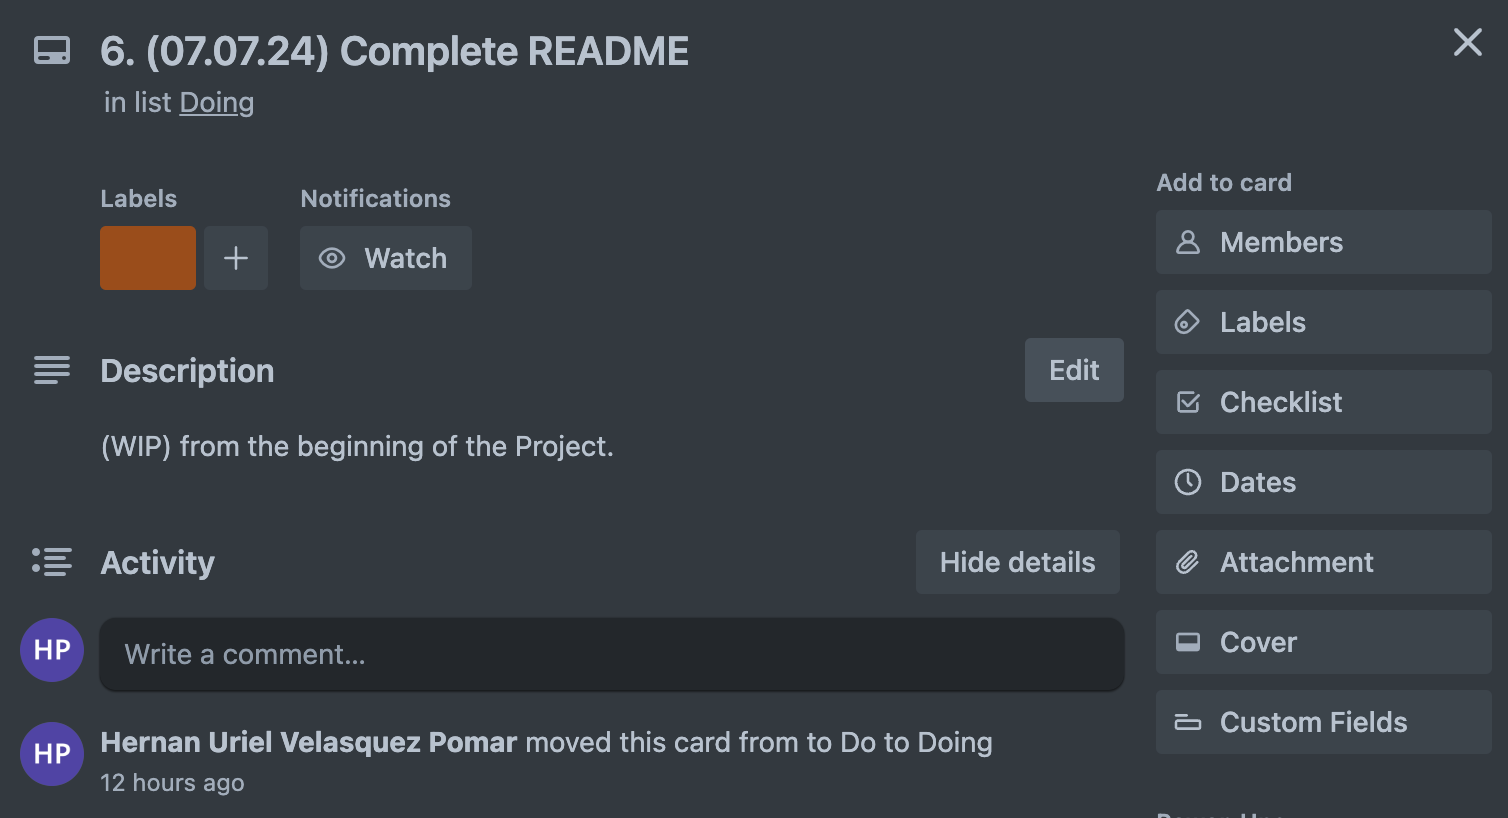 6. (07.07.24) Complete README
in list Doing
Labels
Notifications
Watch
Description
Edit
(WIP) from the beginning of the Project.
Activity
Hide details
HP
Write a comment...
HP
Hernan Uriel Velasquez Pomar moved this card from to Do to Doing
12 hours ago
Add to card
Members
Labels
Checklist
Dates
Attachment
Cover
Custom Fields